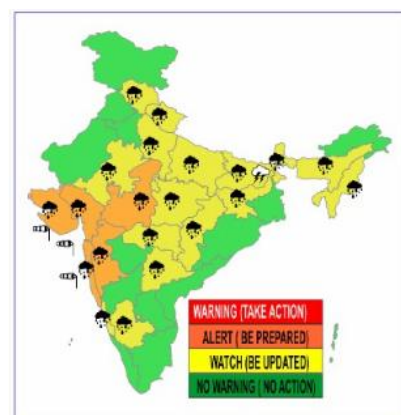 WARNING (TAKE ACTION)
ALERT ( BE PREPARED)
WATCH (BE UPDATED)
NO WARNING ( NO ACTION)